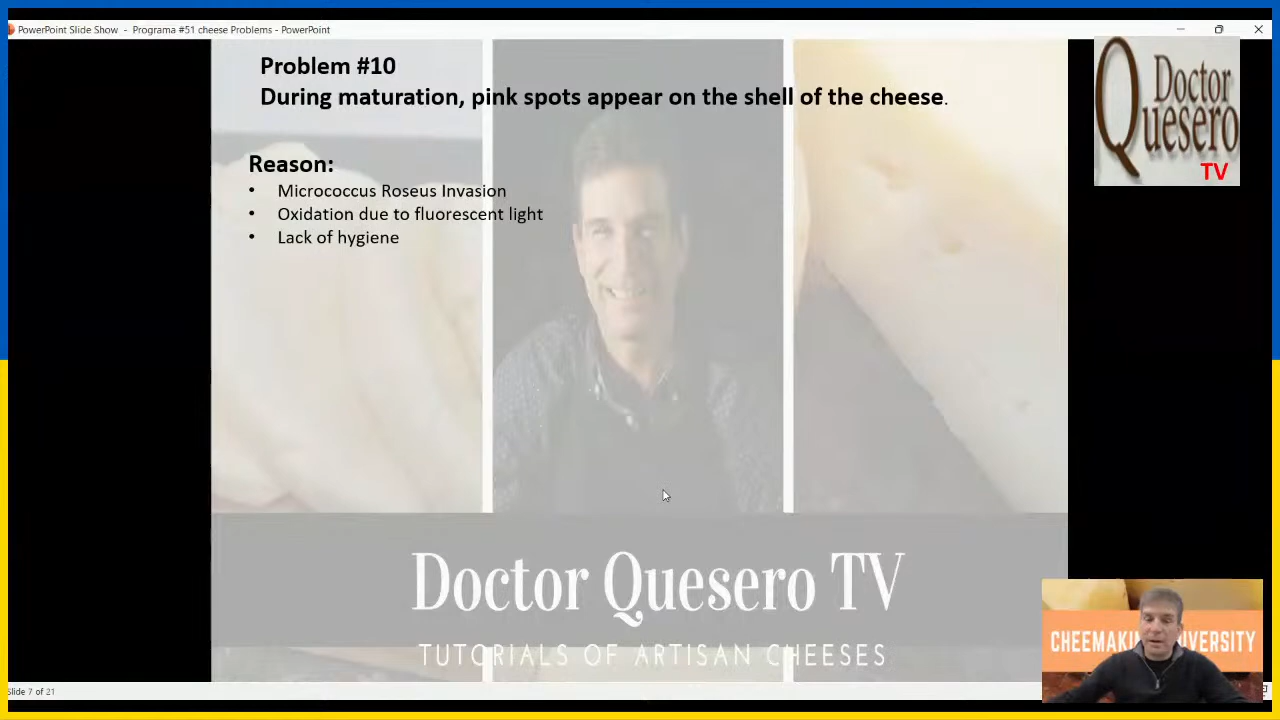 PowerPoint Slide Show - Programa #51 cheese Problems - PowerPoint
Problem #10
During maturation, pink spots appear on the shell of the cheese.
Doctor
Quesero
TV
Reason:
• Micrococcus Roseus Invasion
• Oxidation due to fluorescent light
• Lack of hygiene
Doctor Quesero TV
TUTORIALS OF ARTISAN CHEESES
Slide 7 of 21